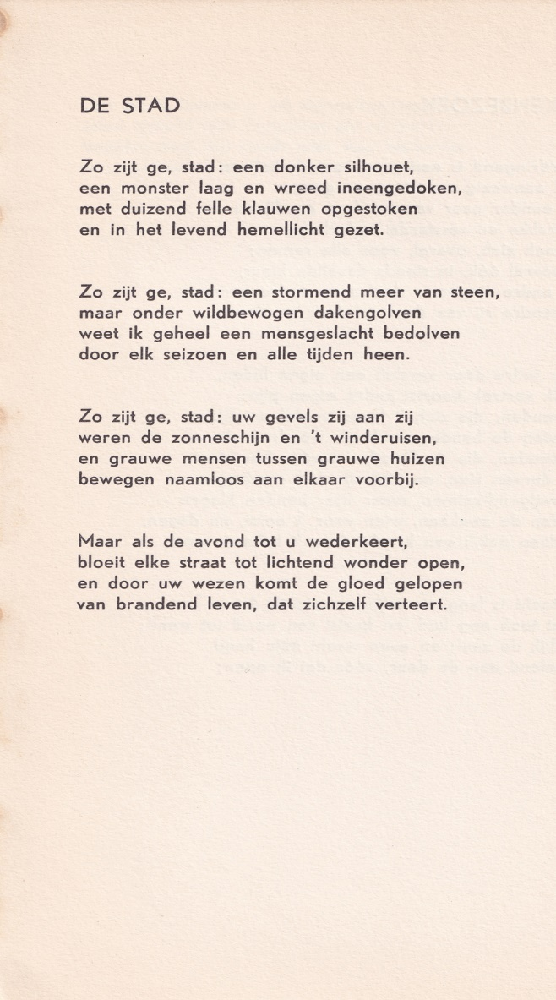 DE STAD

Zo zijt ge, stad: een donker silhouet,
een monster laag en wreed ineengedoken,
met duizend felle klauwen opgestoken
en in het levend hemellicht gezet.

Zo zijt ge, stad: een stormend meer van steen,
maar onder wildbewogen dakengolven
weet ik geheel een mensgeslacht bedolven
door elk seizoen en alle tijden heen.

Zo zijt ge, stad: uw gevels zij aan zij
weren de zonneschijn en 't winderuisen,
en grauwe mensen tussen grauwe huizen
bewegen naamloos aan elkaar voorbij.

Maar als de avond tot u wederkeert,
bloeit elke straat tot lichtend wonder open,
en door uw wezen komt de gloed gelopen
van brandend leven, dat zichzelf verteert.